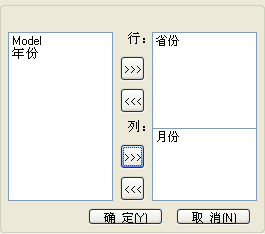 行：
Model
年份
省份
>>>
<<<
列：
月份
>>>
<<<
确 定(Y)
取 消(N)